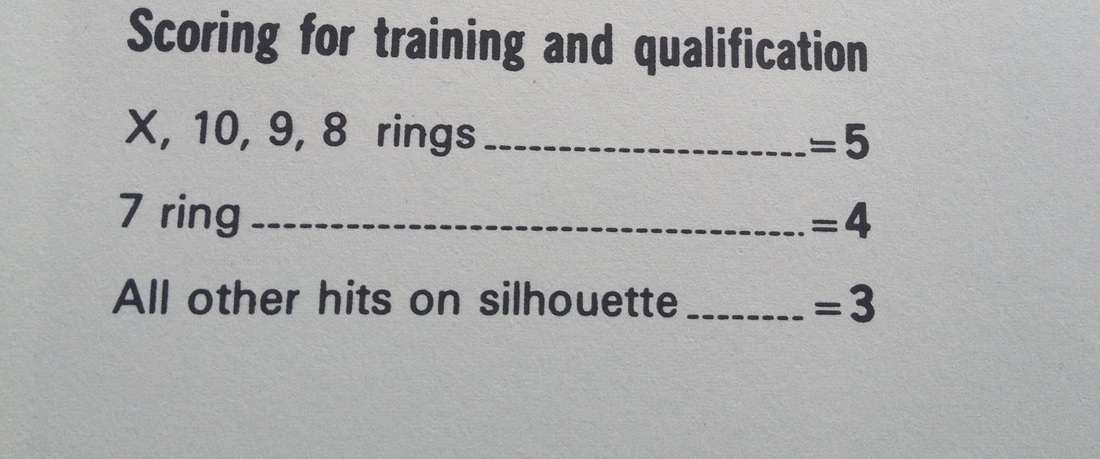 Scoring for training and qualification
X, 10, 9, 8 rings......................=5
7 ring.....................................=4
All other hits on silhouette........=3